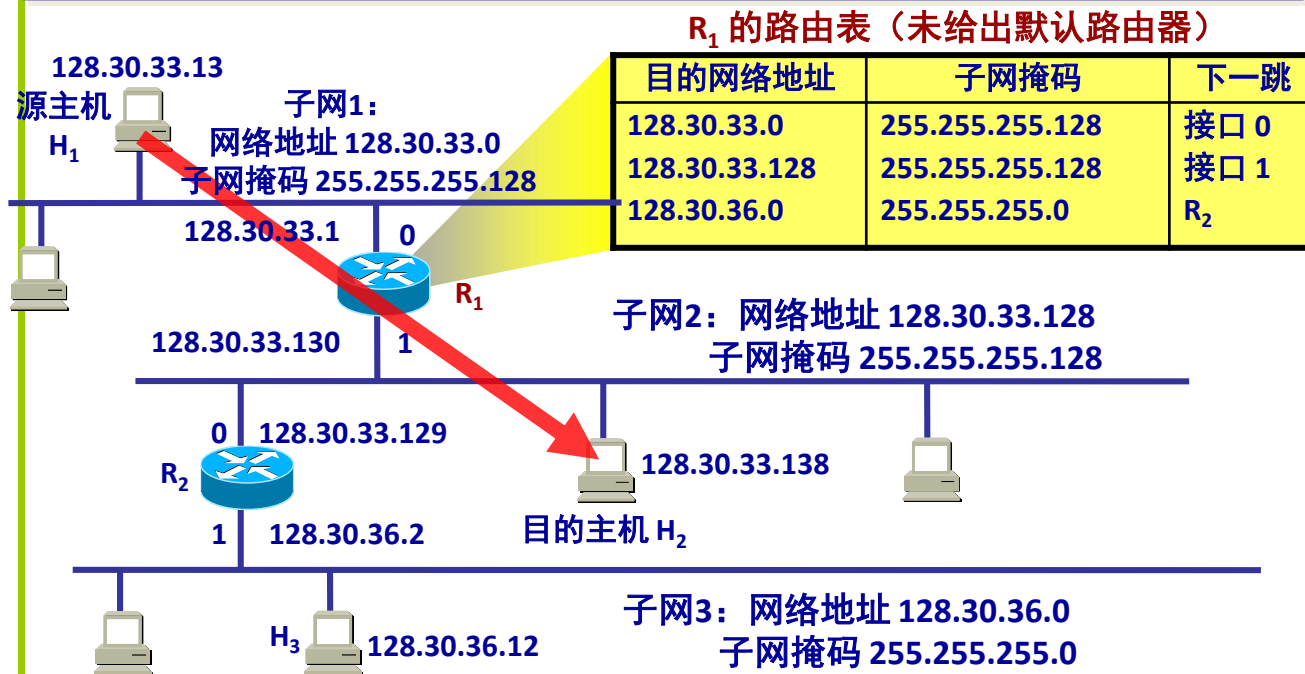 R1 的路由表（未给出默认路由器）
目的网络地址 子网掩码 下一跳
128.30.33.0 255.255.255.128 接口 0
128.30.33.128 255.255.255.128 接口 1
128.30.36.0 255.255.255.0 R2
128.30.33.13
源主机
H1
子网1：
网络地址 128.30.33.0
子网掩码 255.255.255.128
128.30.33.1
0
R1
128.30.33.130
1
子网2：网络地址 128.30.33.128
子网掩码 255.255.255.128
0
128.30.33.129
R2
128.30.33.138
1
128.30.36.2
目的主机 H2
子网3：网络地址 128.30.36.0
子网掩码 255.255.255.0
H3
128.30.36.12